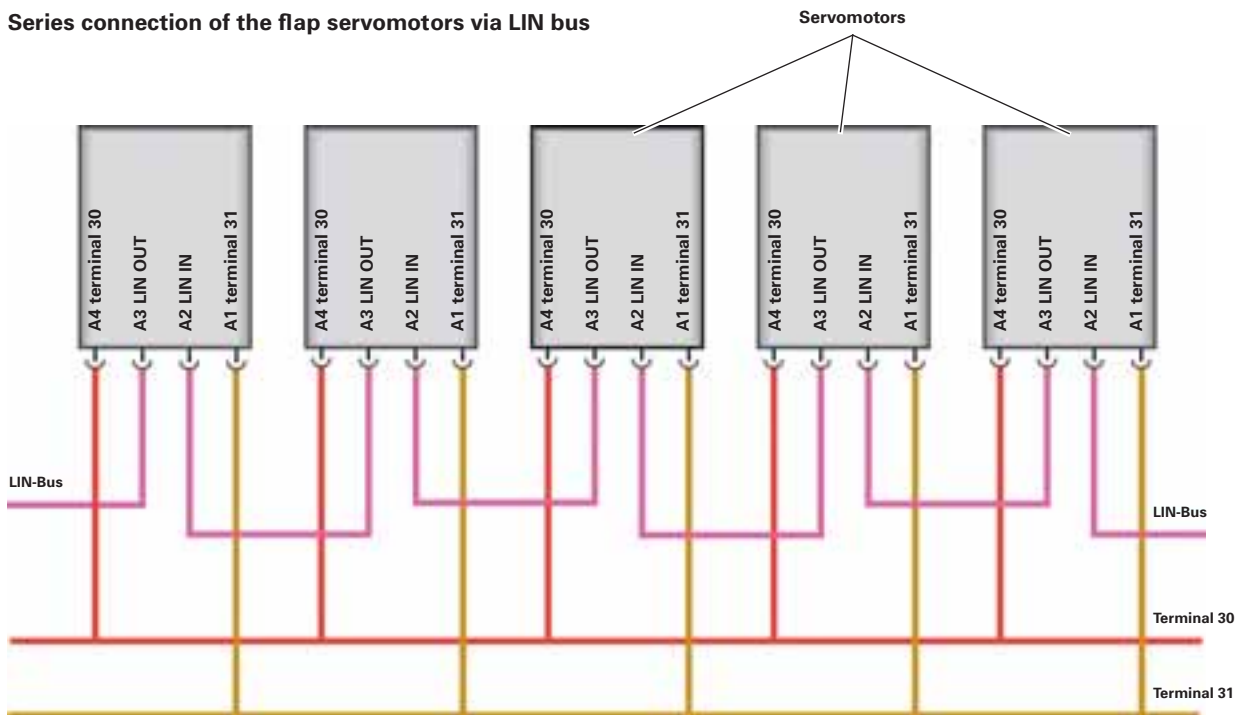 Series connection of the flap servomotors via LIN bus
Servomotors
A4 terminal 30
A3 LIN OUT
A2 LIN IN
A1 terminal 31
A4 terminal 30
A3 LIN OUT
A2 LIN IN
A1 terminal 31
A4 terminal 30
A3 LIN OUT
A2 LIN IN
A1 terminal 31
A4 terminal 30
A3 LIN OUT
A2 LIN IN
A1 terminal 31
A4 terminal 30
A3 LIN OUT
A2 LIN IN
A1 terminal 31
LIN-Bus
LIN-Bus
Terminal 30
Terminal 31